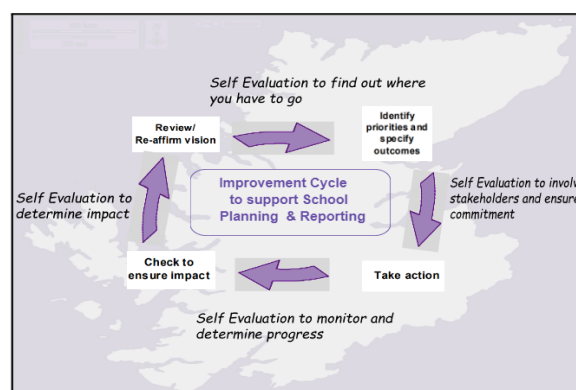 Self Evaluation to find out where
you have to go
Review/
Re-affirm vision
Identify
priorities and
specify
outcomes
Self Evaluation to
determine impact
Improvement Cycle
to support School
Planning & Reporting
Self Evaluation to involv
stakeholders and ensure
commitment
Check to
ensure impact
Take action
Self Evaluation to monitor and
determine progress